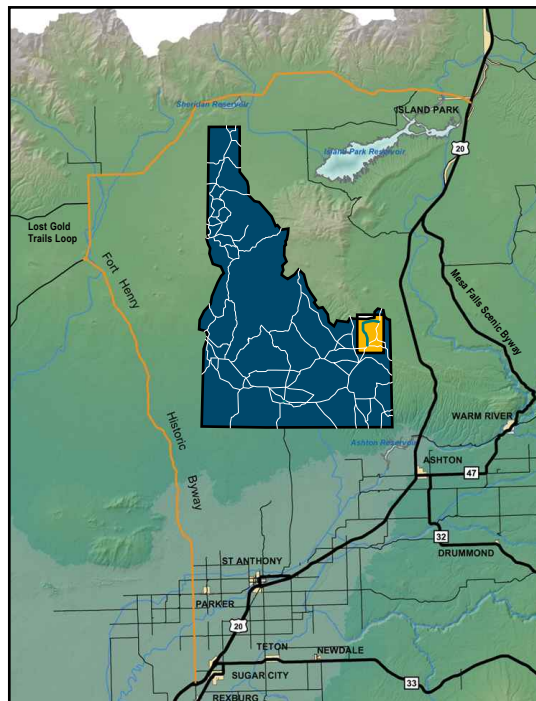 Sheridan Reservoir
ISLAND PARK
Island Park Reservoir
20
Lost Gold
Trails Loop
Fort Henry
Historic
Byway
Mesa Falls Scenic Byway
WARM RIVER
Ashton Reservoir
ASHTON
47
32
DRUMMOND
ST ANTHONY
PARKER
20
TETON
NEWDALE
SUGAR CITY
33
REXBURG